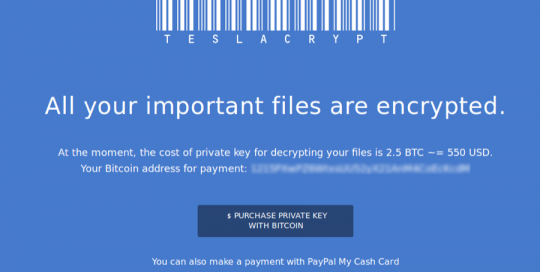 TESLACRYPT
All your important files are encrypted.
At the moment, the cost of private key for decrypting your files is 2.5 BTC ~= 550 USD.
Your Bitcoin address for payment:
$ PURCHASE PRIVATE KEY
WITH BITCOIN
You can also make a payment with PayPal My Cash Card